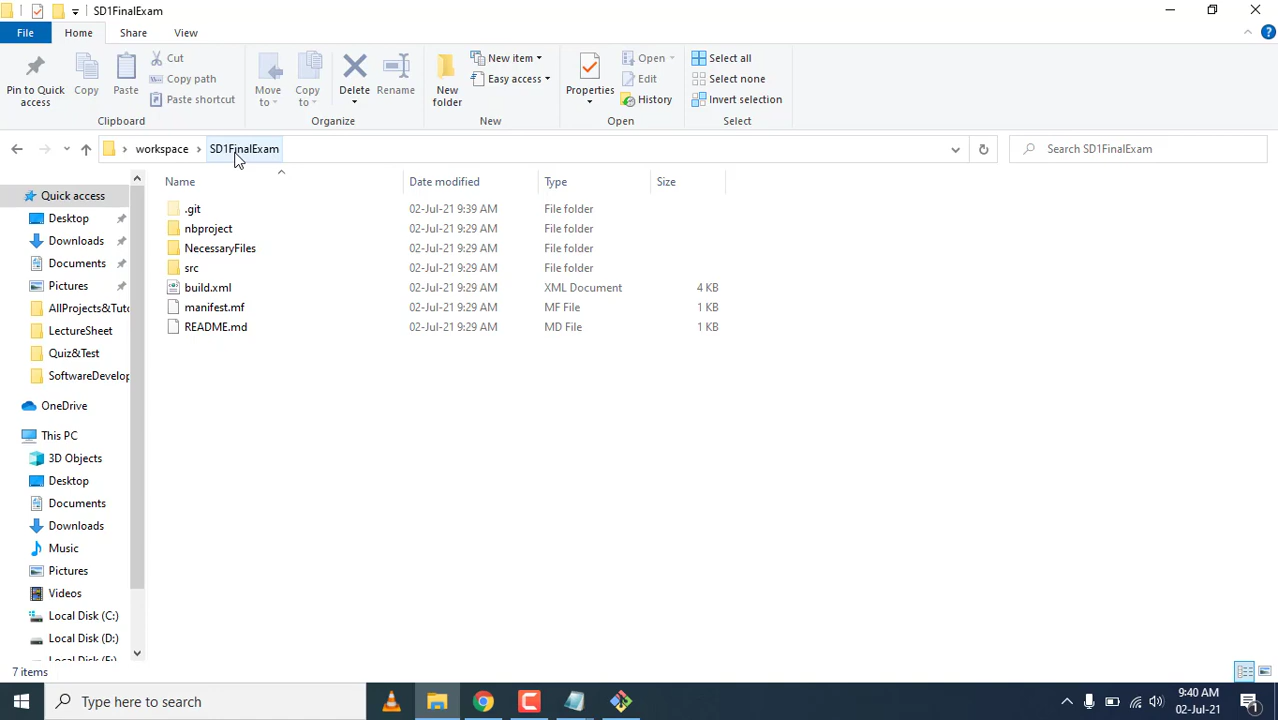 SD1FinalExam
File Home Share View
Pin to Quick access
Copy
Paste
Cut
Copy path
Paste shortcut
Clipboard
Move to
Copy to
Delete
Rename
Organize
New folder
New item
Easy access
New
Properties
Open
Edit
History
Open
Select all
Select none
Invert selection
Select
workspace SD1FinalExam
Search SD1FinalExam
Quick access
Desktop
Downloads
Documents
Pictures
AllProjects&Tuto
LectureSheet
Quiz&Test
SoftwareDevelop
OneDrive
This PC
3D Objects
Desktop
Documents
Downloads
Music
Pictures
Videos
Local Disk (C:)
Local Disk (D:)
Local Disk (E:)
Name Date modified Type Size
.git 02-Jul-21 9:39 AM File folder
nbproject 02-Jul-21 9:29 AM File folder
NecessaryFiles 02-Jul-21 9:29 AM File folder
src 02-Jul-21 9:29 AM File folder
build.xml 02-Jul-21 9:29 AM XML Document 4 KB
manifest.mf 02-Jul-21 9:29 AM MF File 1 KB
README.md 02-Jul-21 9:29 AM MD File 1 KB
7 items
Type here to search
9:40 AM
02-Jul-21
1